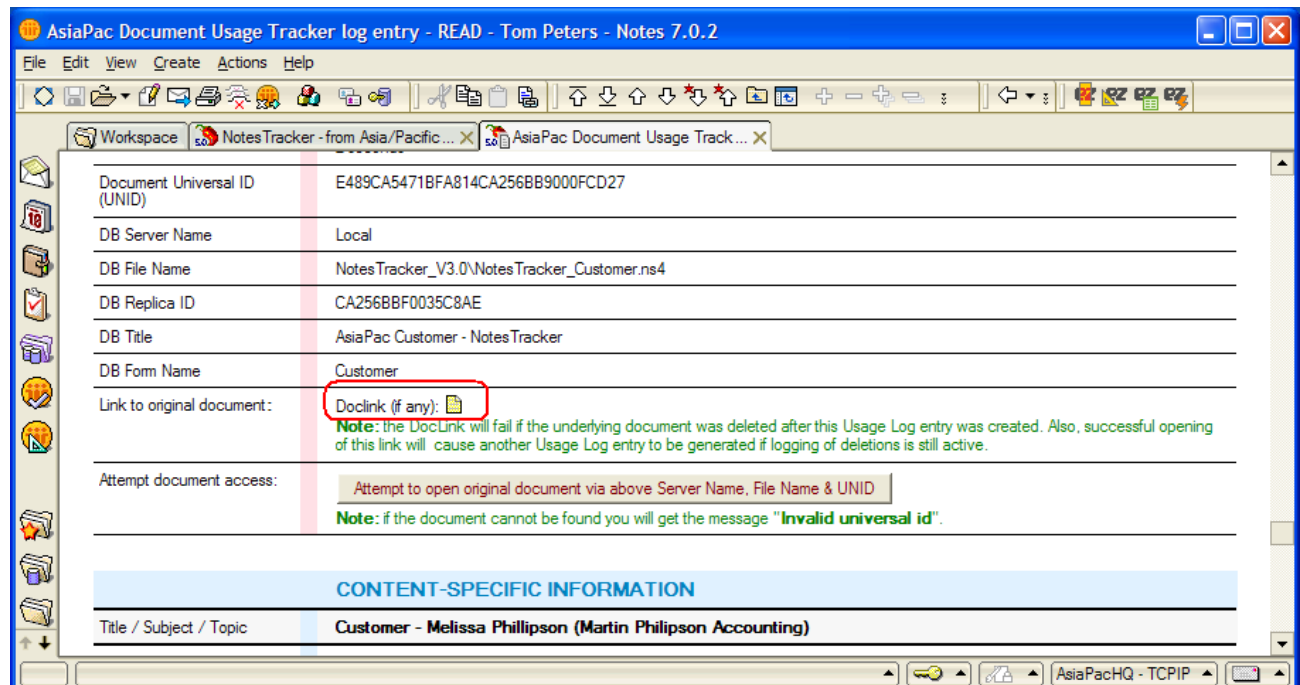 AsiaPac Document Usage Tracker log entry - READ - Tom Peters - Notes 7.0.2
File Edit View Create Actions Help
Workspace NotesTracker - from Asia/Pacific ... AsiaPac Document Usage Track ...
Document Universal ID E489CA5471BFA814CA256BB9000FCD27
(UNID)
DB Server Name Local
DB File Name NotesTracker_V3.0\NotesTracker_Customer.ns4
DB Replica ID CA256BBF0035C8AE
DB Title AsiaPac Customer - NotesTracker
DB Form Name Customer
Link to original document: Doclink (if any):
Note: the DocLink will fail if the underlying document was deleted after this Usage Log entry was created. Also, successful opening
of this link will cause another Usage Log entry to be generated if logging of deletions is still active.
Attempt document access: Attempt to open original document via above Server Name, File Name & UNID
Note: if the document cannot be found you will get the message "Invalid universal id".
CONTENT-SPECIFIC INFORMATION
Title / Subject / Topic Customer - Melissa Phillipson (Martin Philipson Accounting)
AsiaPacHQ - TCPIP